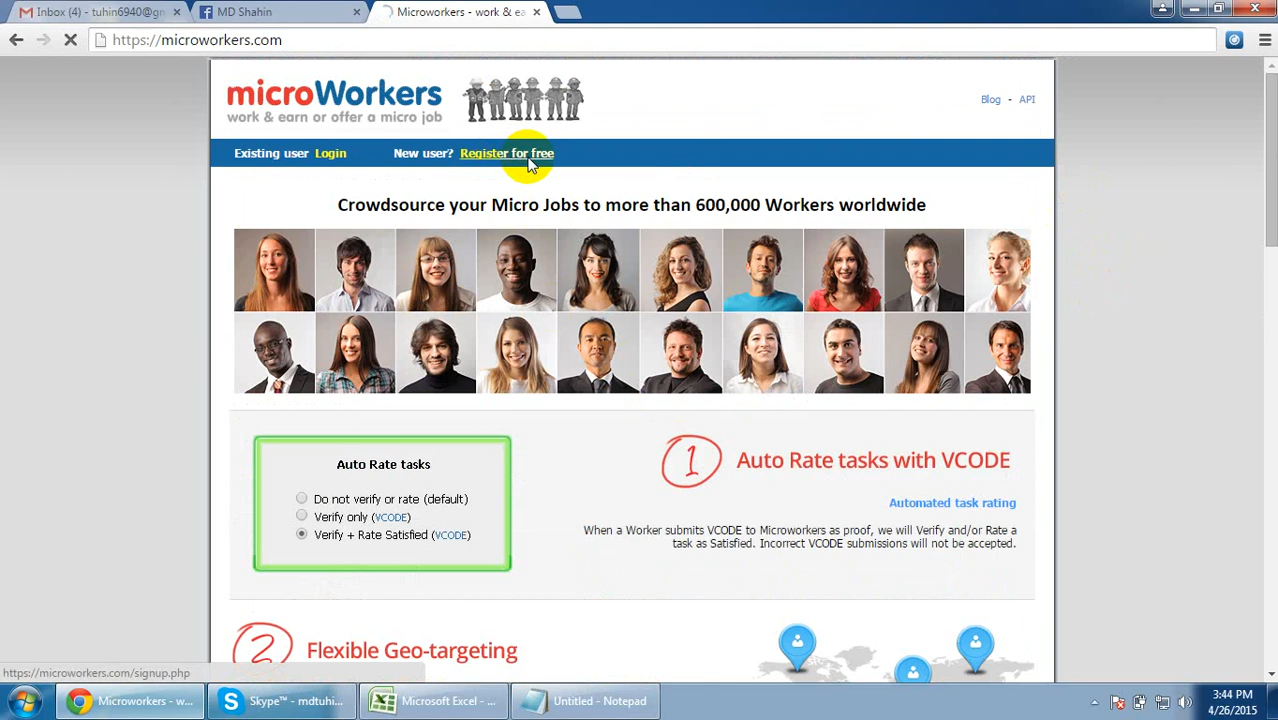 Inbox (4) - tuhin6940@gm
MD Shahin
Microworkers - work & ea
https://microworkers.com
microWorkers
work & earn or offer a micro job
Blog - API
Existing user Login New user? Register for free
Crowdsource your Micro Jobs to more than 600,000 Workers worldwide
Auto Rate tasks
Do not verify or rate (default)
Verify only (VCODE)
Verify + Rate Satisfied (VCODE)
1 Auto Rate tasks with VCODE
Automated task rating
When a Worker submits VCODE to Microworkers as proof, we will Verify and/or Rate a
task as Satisfied. Incorrect VCODE submissions will not be accepted.
2 Flexible Geo-targeting
https://microworkers.com/signup.php
Microworkers - w...
Skype™ - mdtuhi...
Microsoft Excel - ...
Untitled - Notepad
3:44 PM
4/26/2015